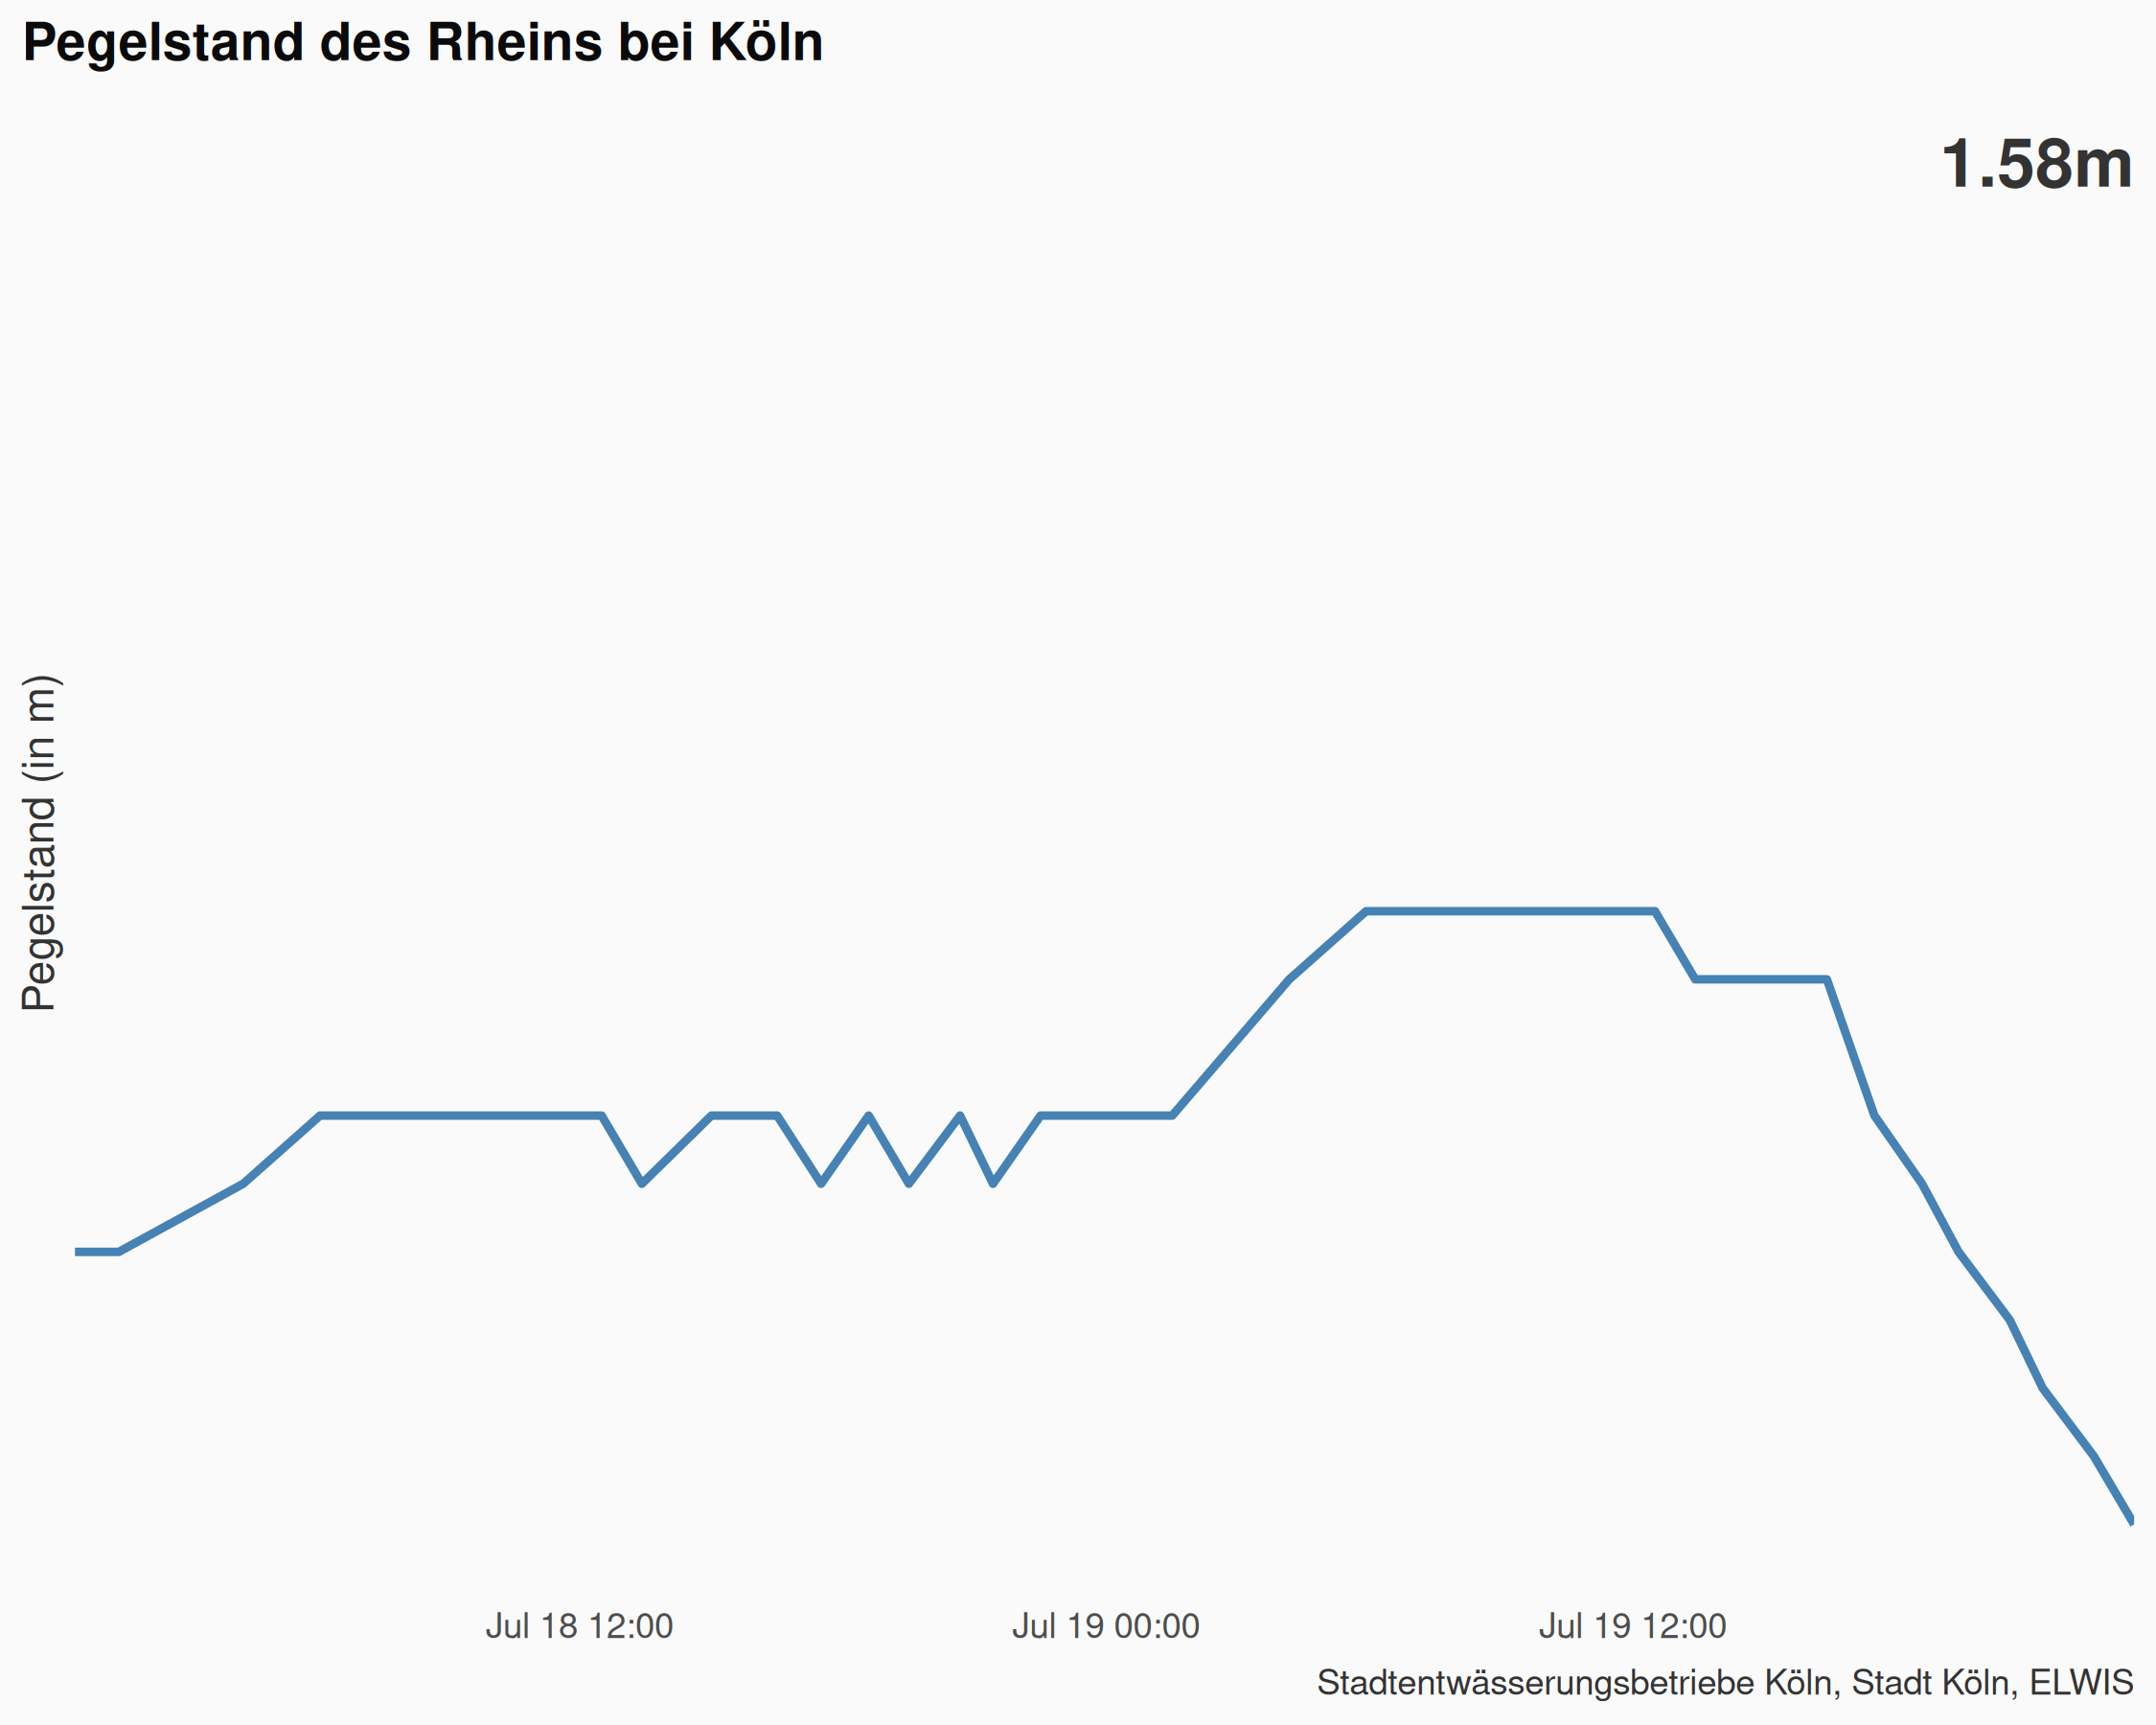 Pegelstand des Rheins bei Köln
1.58m
Pegelstand (in m)
Jul 18 12:00
Jul 19 00:00
Jul 19 12:00
Stadtentwässerungsbetriebe Köln, Stadt Köln, ELWIS